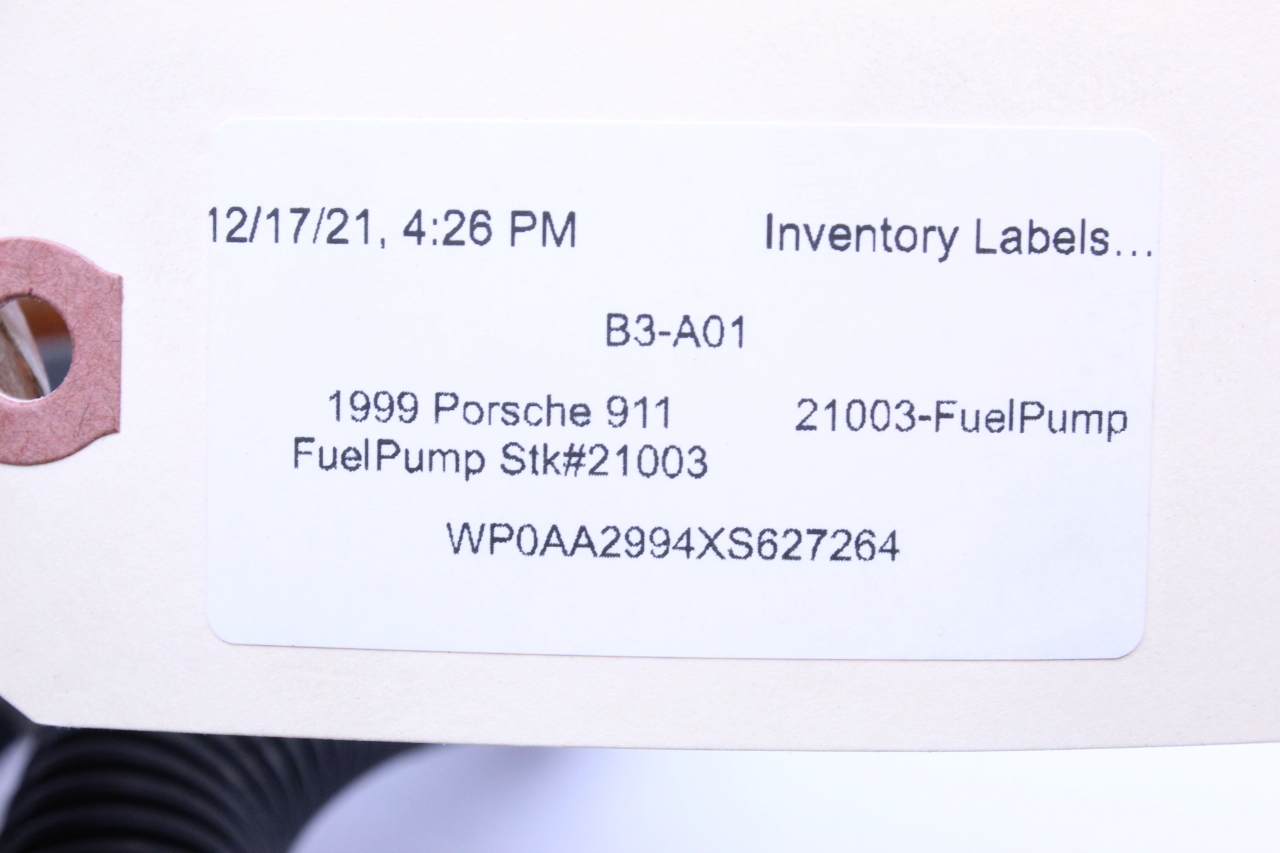 12/17/21, 4:26 PM Inventory Labels...
B3-A01
1999 Porsche 911 21003-FuelPump
FuelPump Stk#21003
WP0AA2994XS627264